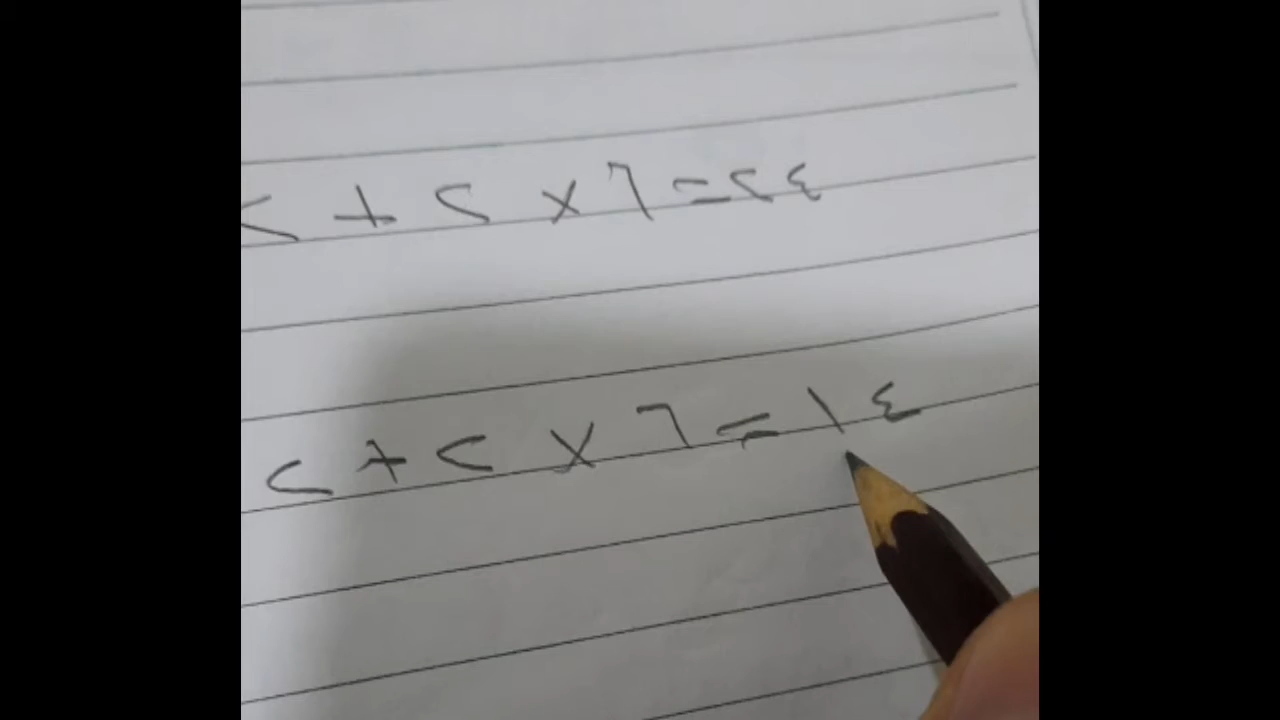 ٢ + ٢ × ٦ = ٢٤
٢ + ٢ × ٦ = ١٤